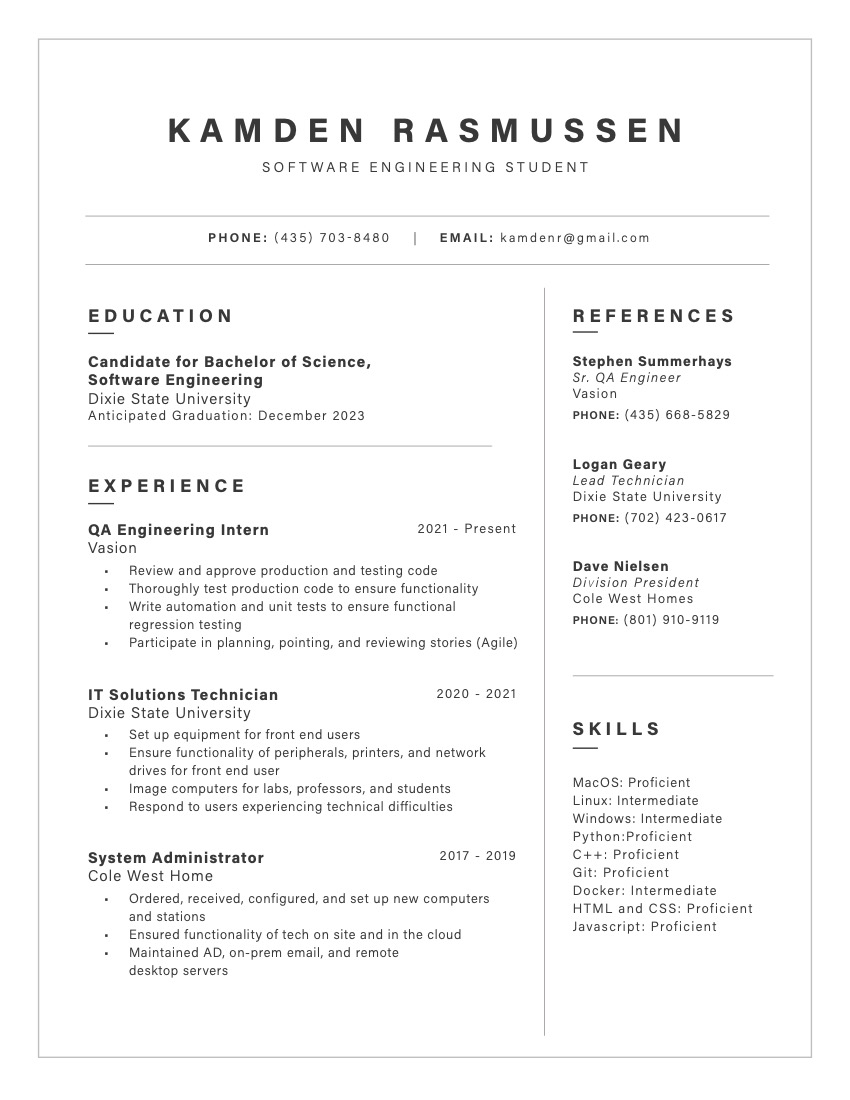 KAMDEN RASMUSSEN
SOFTWARE ENGINEERING STUDENT
PHONE: (435) 703-8480 | EMAIL: kamdenr@gmail.com
EDUCATION
Candidate for Bachelor of Science,
Software Engineering
Dixie State University
Anticipated Graduation: December 2023
EXPERIENCE
QA Engineering Intern 2021 - Present
Vasion
▪ Review and approve production and testing code
▪ Thoroughly test production code to ensure functionality
▪ Write automation and unit tests to ensure functional
regression testing
▪ Participate in planning, pointing, and reviewing stories (Agile)
IT Solutions Technician 2020 - 2021
Dixie State University
▪ Set up equipment for front end users
▪ Ensure functionality of peripherals, printers, and network
drives for front end user
▪ Image computers for labs, professors, and students
▪ Respond to users experiencing technical difficulties
System Administrator 2017 - 2019
Cole West Home
▪ Ordered, received, configured, and set up new computers
and stations
▪ Ensured functionality of tech on site and in the cloud
▪ Maintained AD, on-prem email, and remote
desktop servers
REFERENCES
Stephen Summerhays
Sr. QA Engineer
Vasion
PHONE: (435) 668-5829
Logan Geary
Lead Technician
Dixie State University
PHONE: (702) 423-0617
Dave Nielsen
Division President
Cole West Homes
PHONE: (801) 910-9119
SKILLS
MacOS: Proficient
Linux: Intermediate
Windows: Intermediate
Python:Proficient
C++: Proficient
Git: Proficient
Docker: Intermediate
HTML and CSS: Proficient
Javascript: Proficient